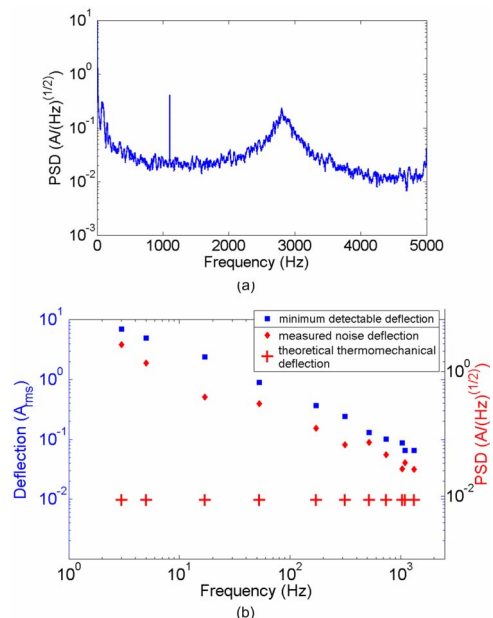 10^1
10^0
10^-1
10^-2
10^-3
PSD (A/(Hz)^(1/2))
0 1000 2000 3000 4000 5000
Frequency (Hz)
(a)
minimum detectable deflection
measured noise deflection
theoretical thermomechanical
deflection
10^1
10^0
10^-1
10^-2
Deflection (A_rms)
10^0
10^-2
PSD (A/(Hz)^(1/2))
10^0 10^1 10^2 10^3
Frequency (Hz)
(b)